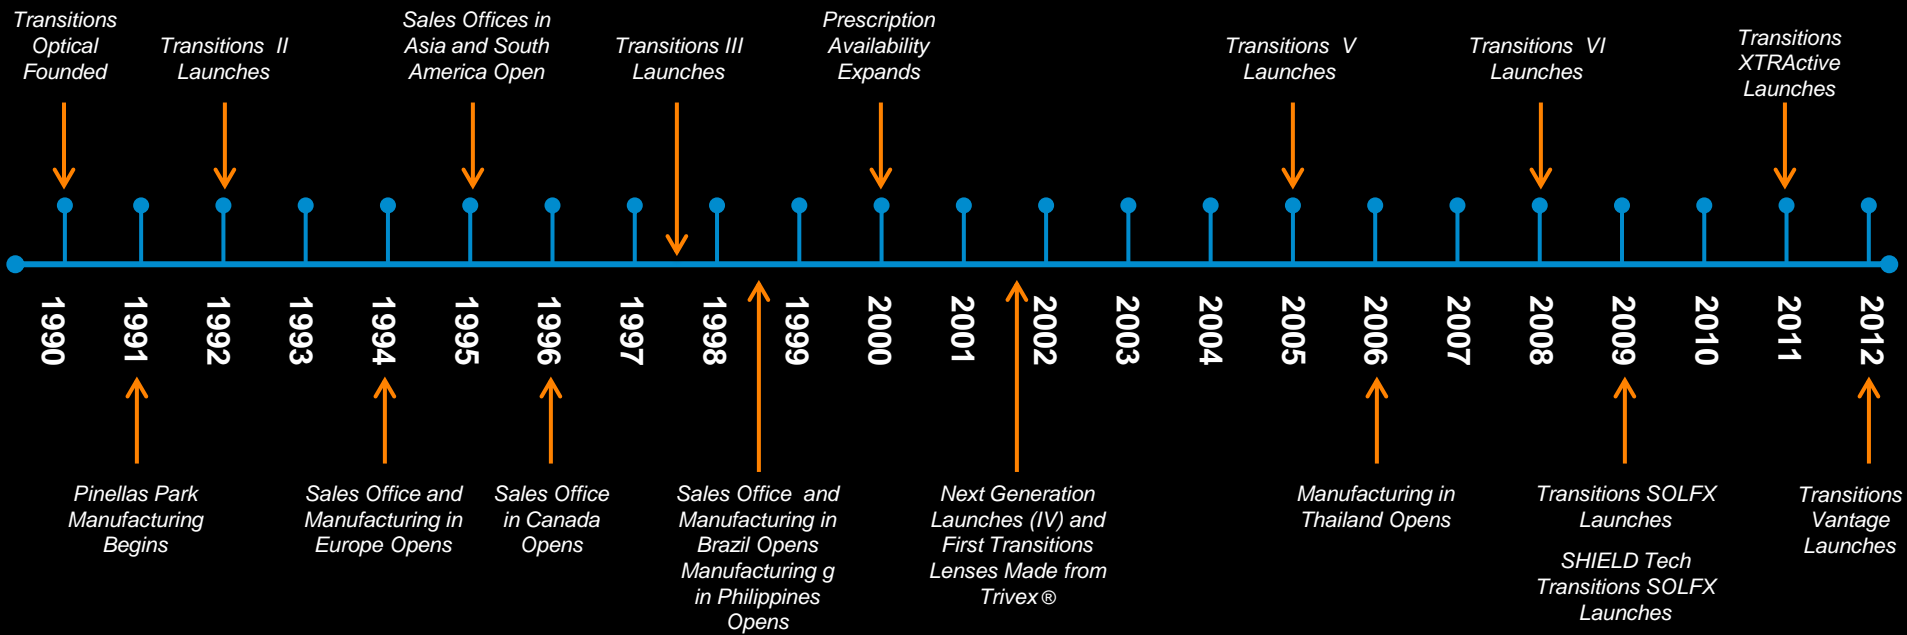 Transitions
Optical
Founded
Transitions II
Launches
Sales Offices in
Asia and South
America Open
Transitions III
Launches
Prescription
Availability
Expands
Transitions V
Launches
Transitions VI
Launches
Transitions
XTRActive
Launches
1990
1991
1992
1993
1994
1995
1996
1997
1998
1999
2000
2001
2002
2003
2004
2005
2006
2007
2008
2009
2010
2011
2012
Pinellas Park
Manufacturing
Begins
Sales Office and
Manufacturing in
Europe Opens
Sales Office
in Canada
Opens
Sales Office and
Manufacturing in
Brazil Opens
Manufacturing g
in Philippines
Opens
Next Generation
Launches (IV) and
First Transitions
Lenses Made from
Trivex ®
Manufacturing in
Thailand Opens
Transitions SOLFX
Launches
SHIELD Tech
Transitions SOLFX
Launches
Transitions
Vantage
Launches